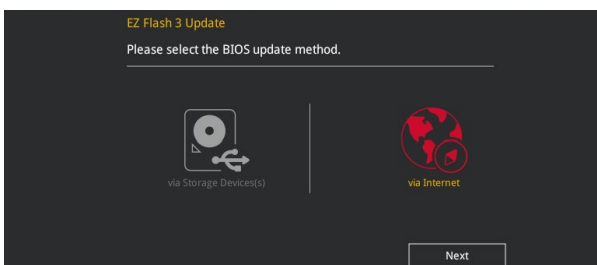 EZ Flash 3 Update
Please select the BIOS update method.
via Storage Devices(s)
via Internet
Next